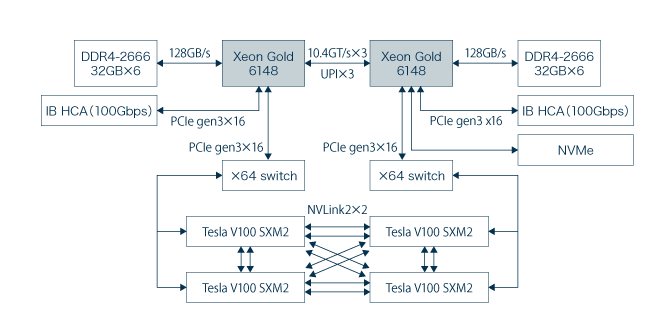 DDR4-2666
32GB×6
128GB/s
Xeon Gold
6148
10.4GT/s×3
UPI×3
Xeon Gold
6148
128GB/s
DDR4-2666
32GB×6
IB HCA(100Gbps)
PCIe gen3×16
PCIe gen3 x16
IB HCA(100Gbps)
PCIe gen3×16
PCIe gen3×16
NVMe
×64 switch
×64 switch
NVLink2×2
Tesla V100 SXM2
Tesla V100 SXM2
Tesla V100 SXM2
Tesla V100 SXM2